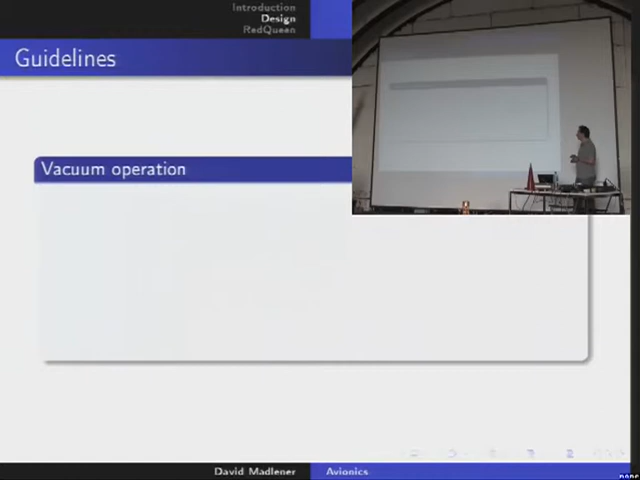 Introduction
Design
RedQueen
Guidelines
Vacuum operation
David Madlener
Avionics